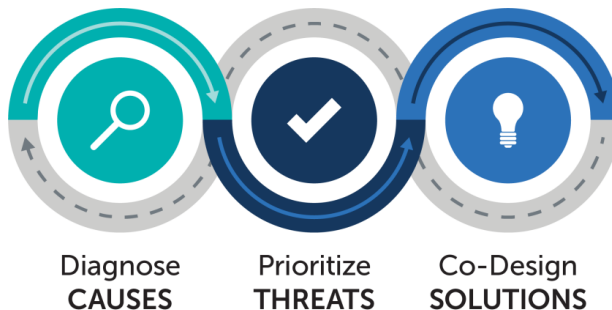 Diagnose
CAUSES
Prioritize
THREATS
Co-Design
SOLUTIONS